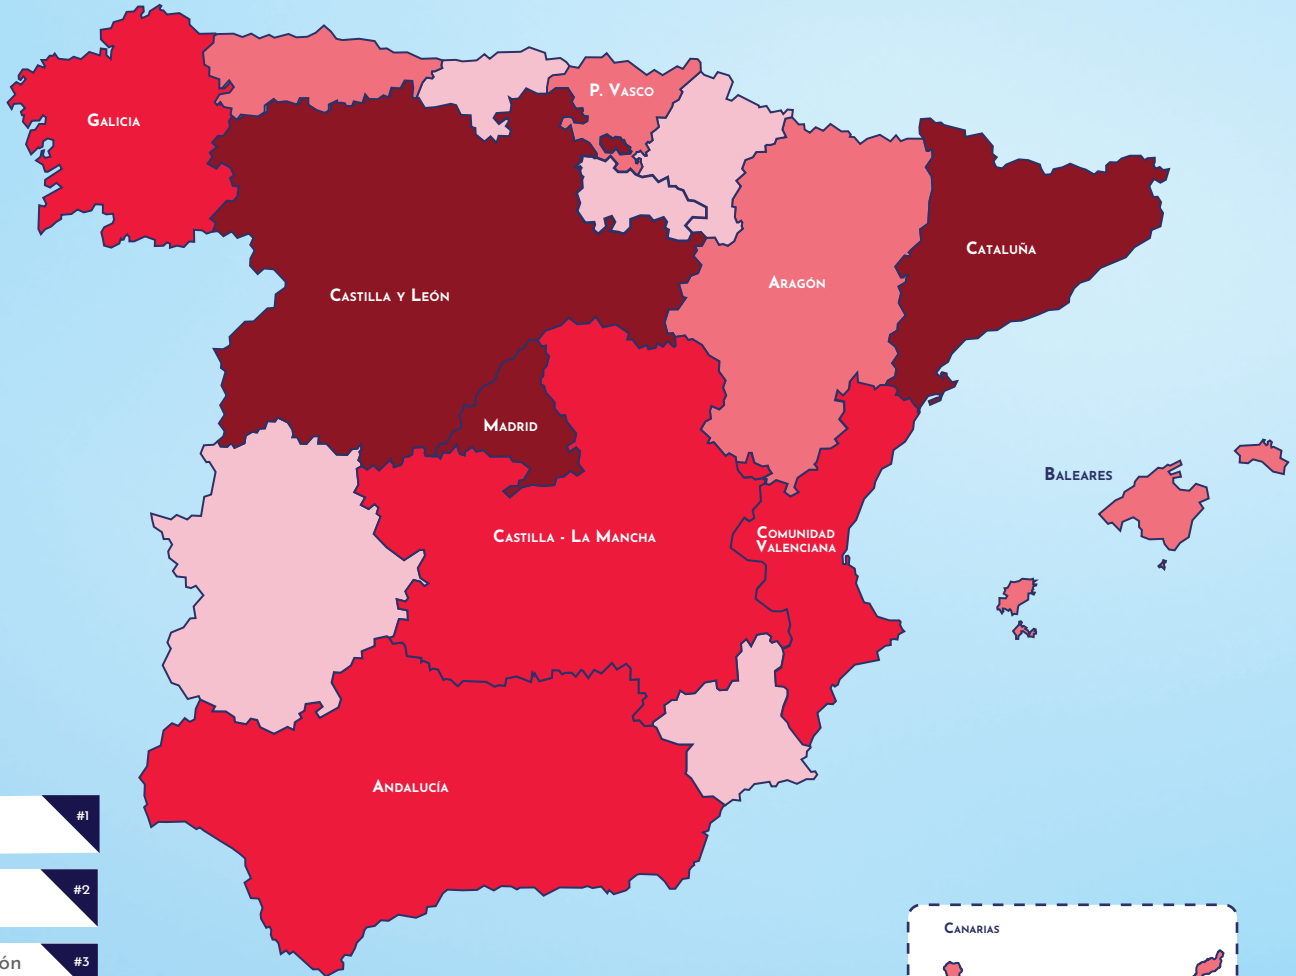 Galicia
P. Vasco
Cataluña
Aragón
Castilla y León
Madrid
Baleares
Castilla - La Mancha
Comunidad
Valenciana
Andalucía
#1
#2
ón
#3
Canarias